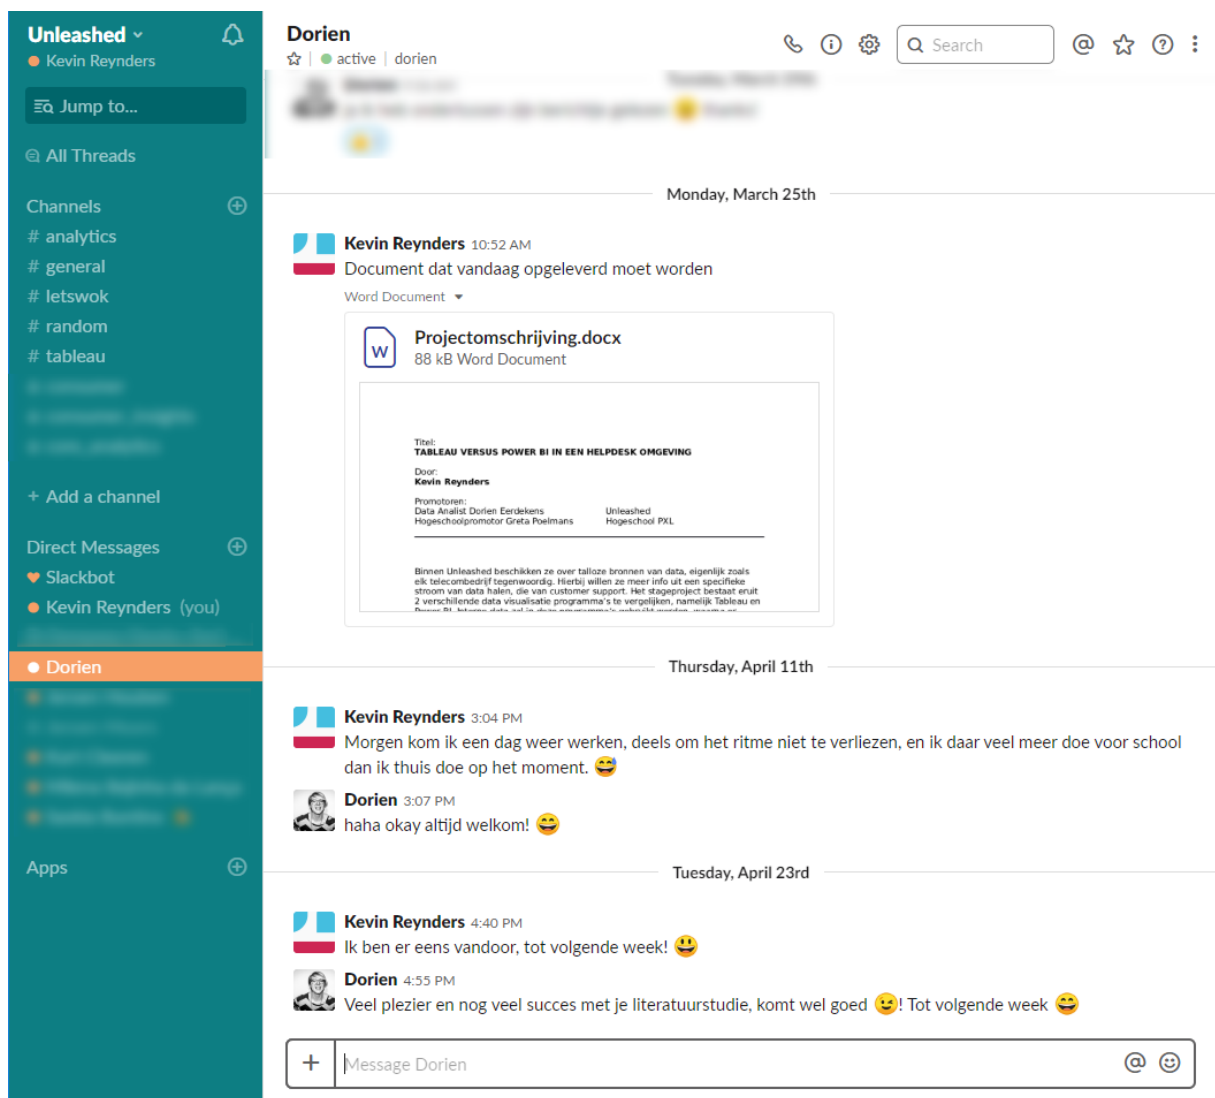 Unleashed
Kevin Reynders
Jump to...
All Threads
Channels
# analytics
# general
# letswok
# random
# tableau
+ Add a channel
Direct Messages
Slackbot
Kevin Reynders (you)
Dorien
Apps
Dorien
active | dorien
Search
Monday, March 25th
Kevin Reynders 10:52 AM
Document dat vandaag opgeleverd moet worden
Word Document
W
Projectomschrijving.docx
88 kB Word Document
Titel:
TABLEAU VERSUS POWER BI IN EEN HELPDESK OMGEVING
Door:
Kevin Reynders
Promotoren:
Data Analist Dorien Eerdekens Unleashed
Hogeschoolpromotor Greta Poelmans Hogeschool PXL
Binnen Unleashed beschikken ze over talloze bronnen van data, eigenlijk zoals
elk telecombedrijf tegenwoordig. Hierbij willen ze meer info uit een specifieke
stroom van data halen, die van customer support. Het stageproject bestaat eruit
2 verschillende data visualisatie programma's te vergelijken, namelijk Tableau en
Thursday, April 11th
Kevin Reynders 3:04 PM
Morgen kom ik een dag weer werken, deels om het ritme niet te verliezen, en ik daar veel meer doe voor school
dan ik thuis doe op het moment. 😅
Dorien 3:07 PM
haha okay altijd welkom! 😄
Tuesday, April 23rd
Kevin Reynders 4:40 PM
Ik ben er eens vandoor, tot volgende week! 😃
Dorien 4:55 PM
Veel plezier en nog veel succes met je literatuurstudie, komt wel goed 😉! Tot volgende week 😄
Message Dorien